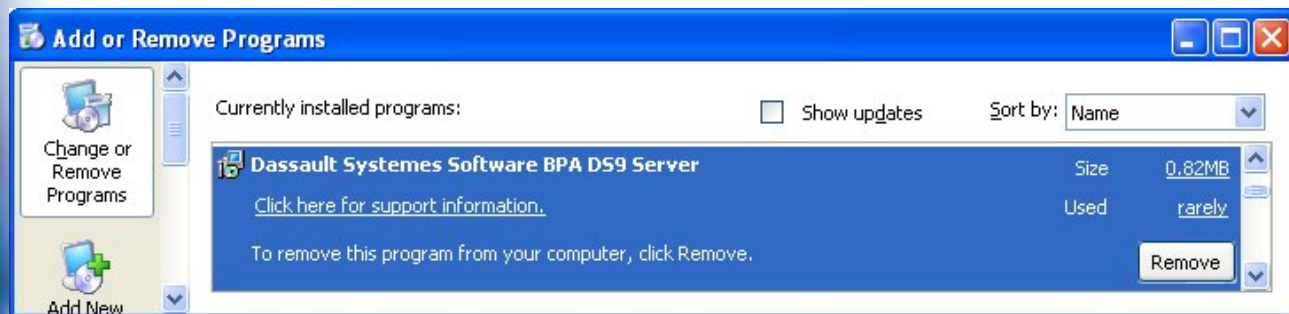 Add or Remove Programs
Change or
Remove
Programs
Add New
Currently installed programs:
Show updates
Sort by: Name
Dassault Systemes Software BPA DS9 Server
Size 0.82MB
Click here for support information.
Used rarely
To remove this program from your computer, click Remove.
Remove